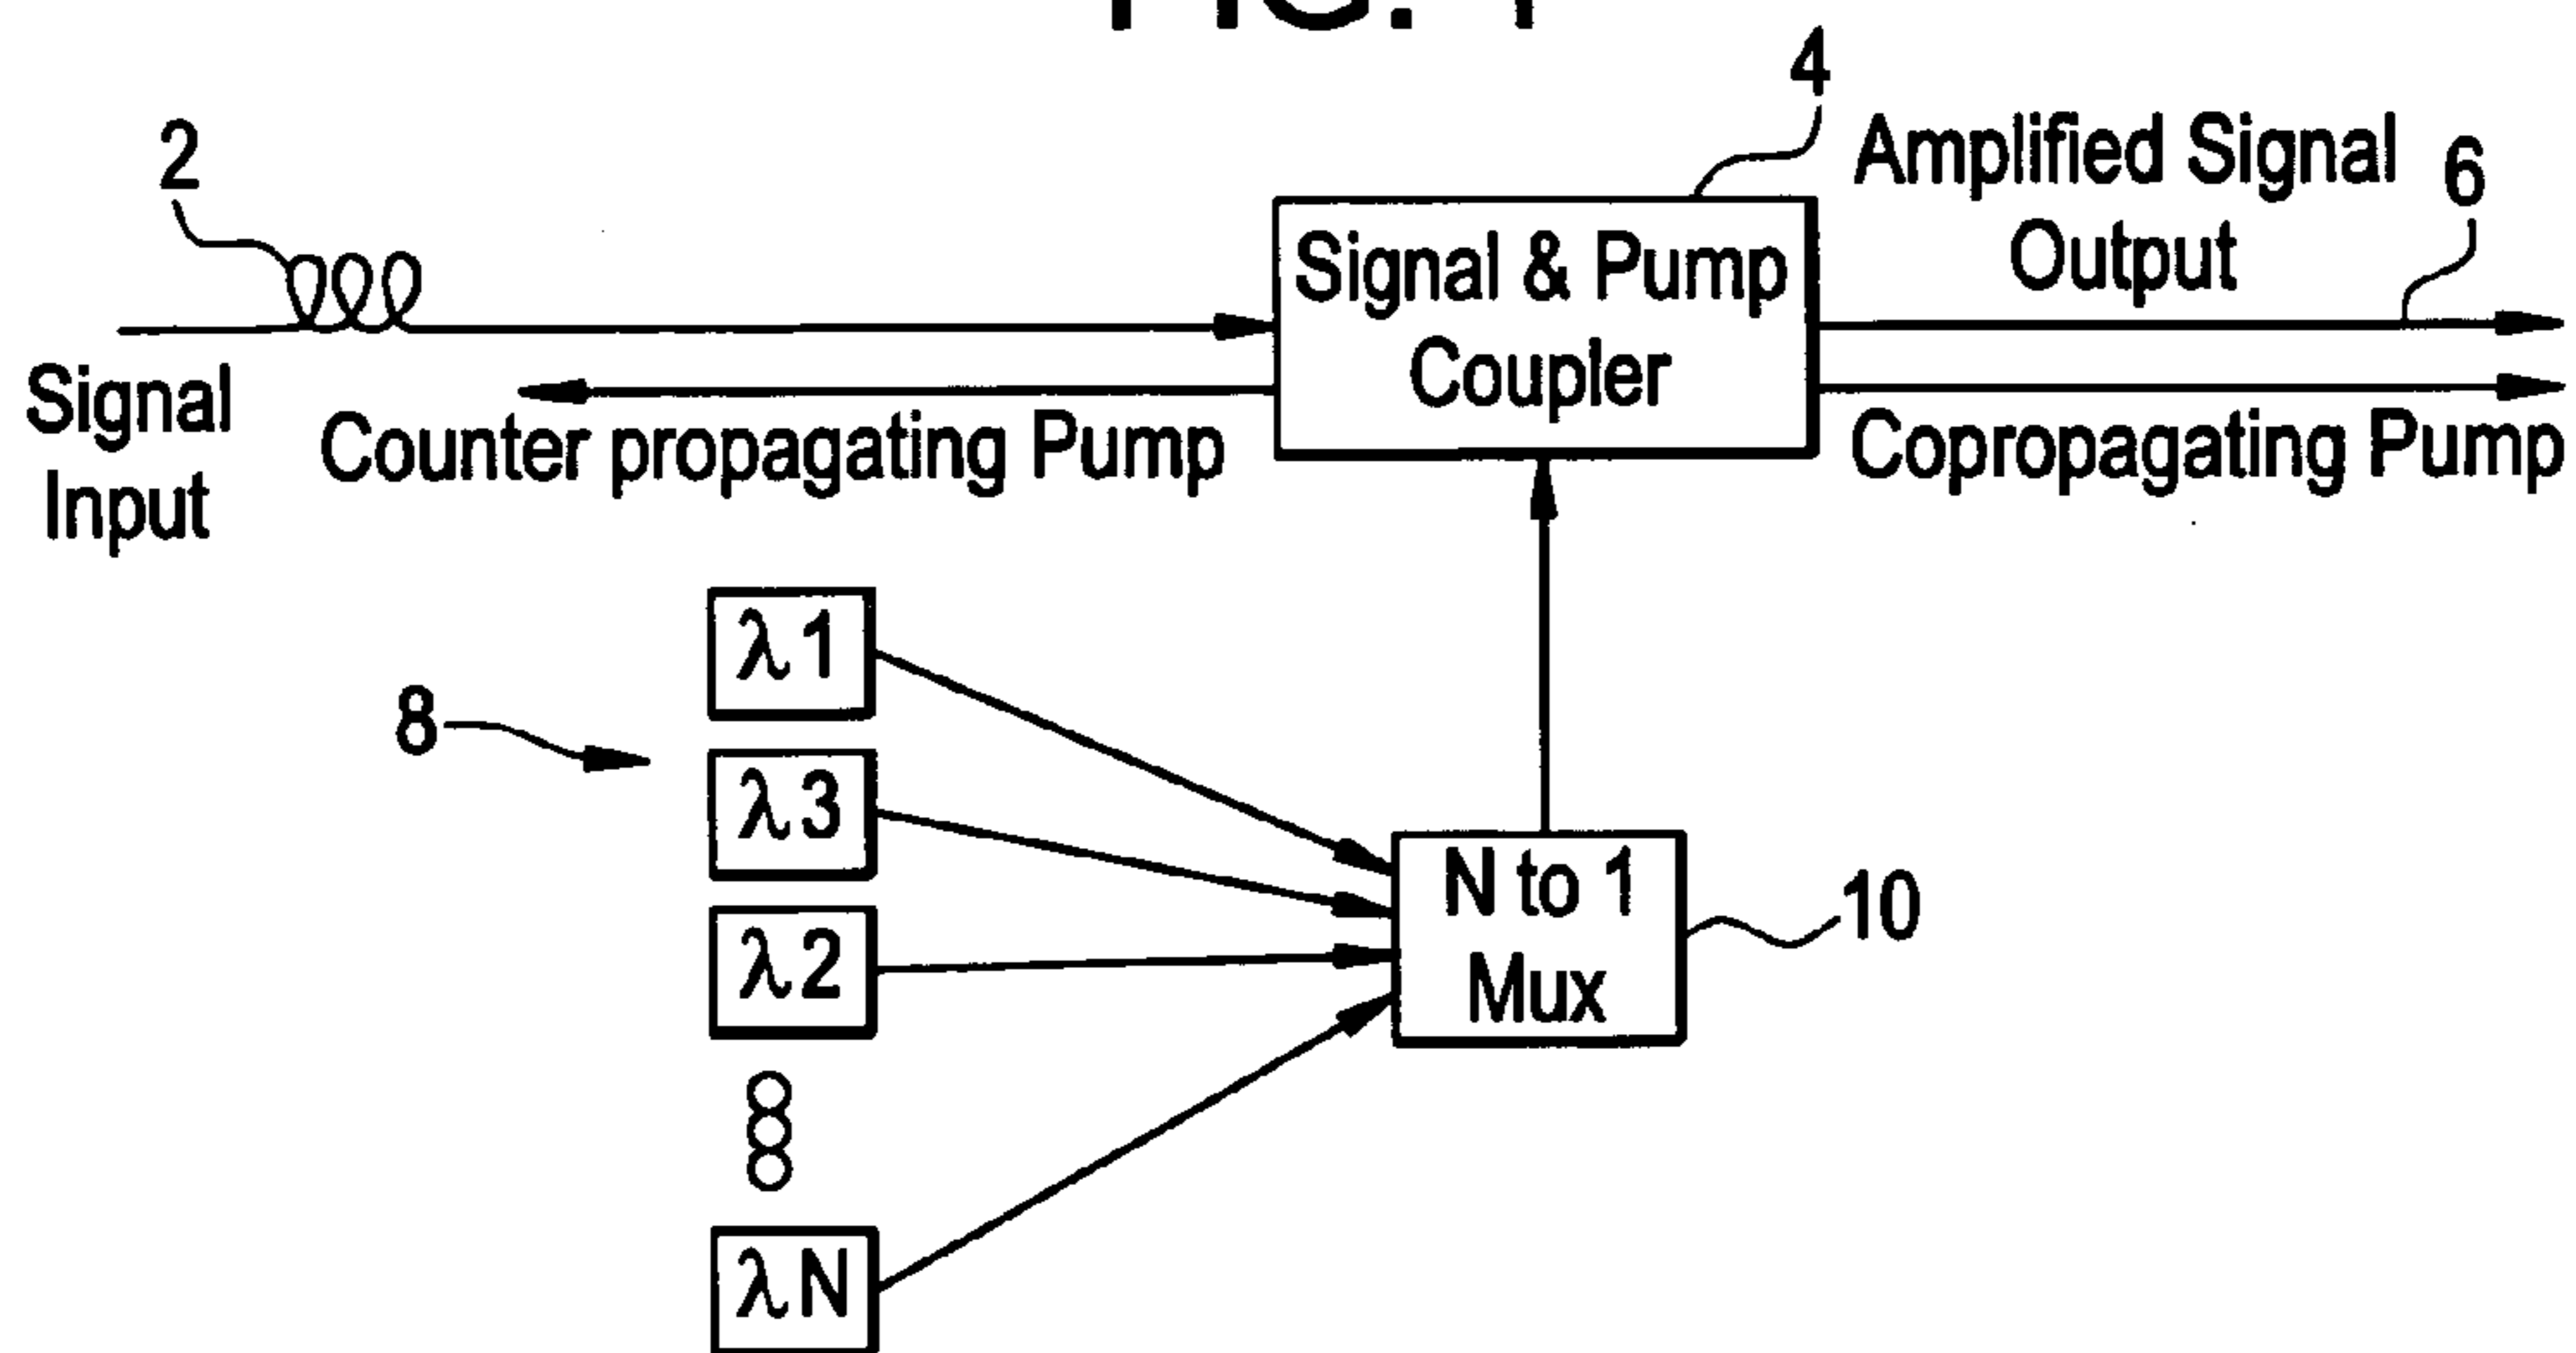 4
2
Amplified Signal
Output
6
Signal & Pump
Coupler
Signal
Input
Counter propagating Pump
Copropagating Pump
λ1
8
λ3
λ2
λN
N to 1
Mux
10